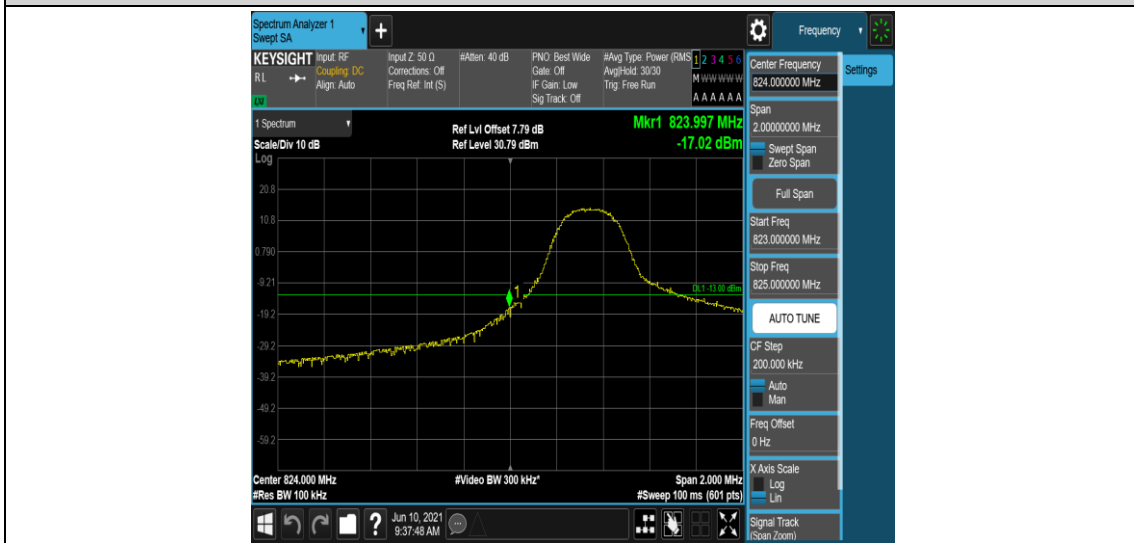 Spectrum Analyzer 1
Swept SA
+
Frequency
KEYSIGHT
RL
Input: RF
Coupling: DC
Align: Auto
Input Z: 50 Ω
Corrections: Off
Freq Ref: Int (S)
#Atten: 40 dB
PNO: Best Wide
Gate: Off
IF Gain: Low
Sig Track: Off
#Avg Type: Power (RMS
Avg|Hold: 30/30
Trig: Free Run
1 2 3 4 5 6
M W W W W W
A A A A A A
1 Spectrum
Scale/Div 10 dB
Ref Lvl Offset 7.79 dB
Ref Level 30.79 dBm
Mkr1 823.997 MHz
-17.02 dBm
Log
20.8
10.8
0.790
-9.21
-19.2
-29.2
-39.2
-49.2
-59.2
1
DL1 -13.00 dBm
Center 824.000 MHz
#Res BW 100 kHz
#Video BW 300 kHz*
Span 2.000 MHz
#Sweep 100 ms (601 pts)
?
Jun 10, 2021
9:37:48 AM
Center Frequency
824.000000 MHz
Settings
Span
2.00000000 MHz
Swept Span
Zero Span
Full Span
Start Freq
823.000000 MHz
Stop Freq
825.000000 MHz
AUTO TUNE
CF Step
200.000 kHz
Auto
Man
Freq Offset
0 Hz
X Axis Scale
Log
Lin
Signal Track
(Span Zoom)